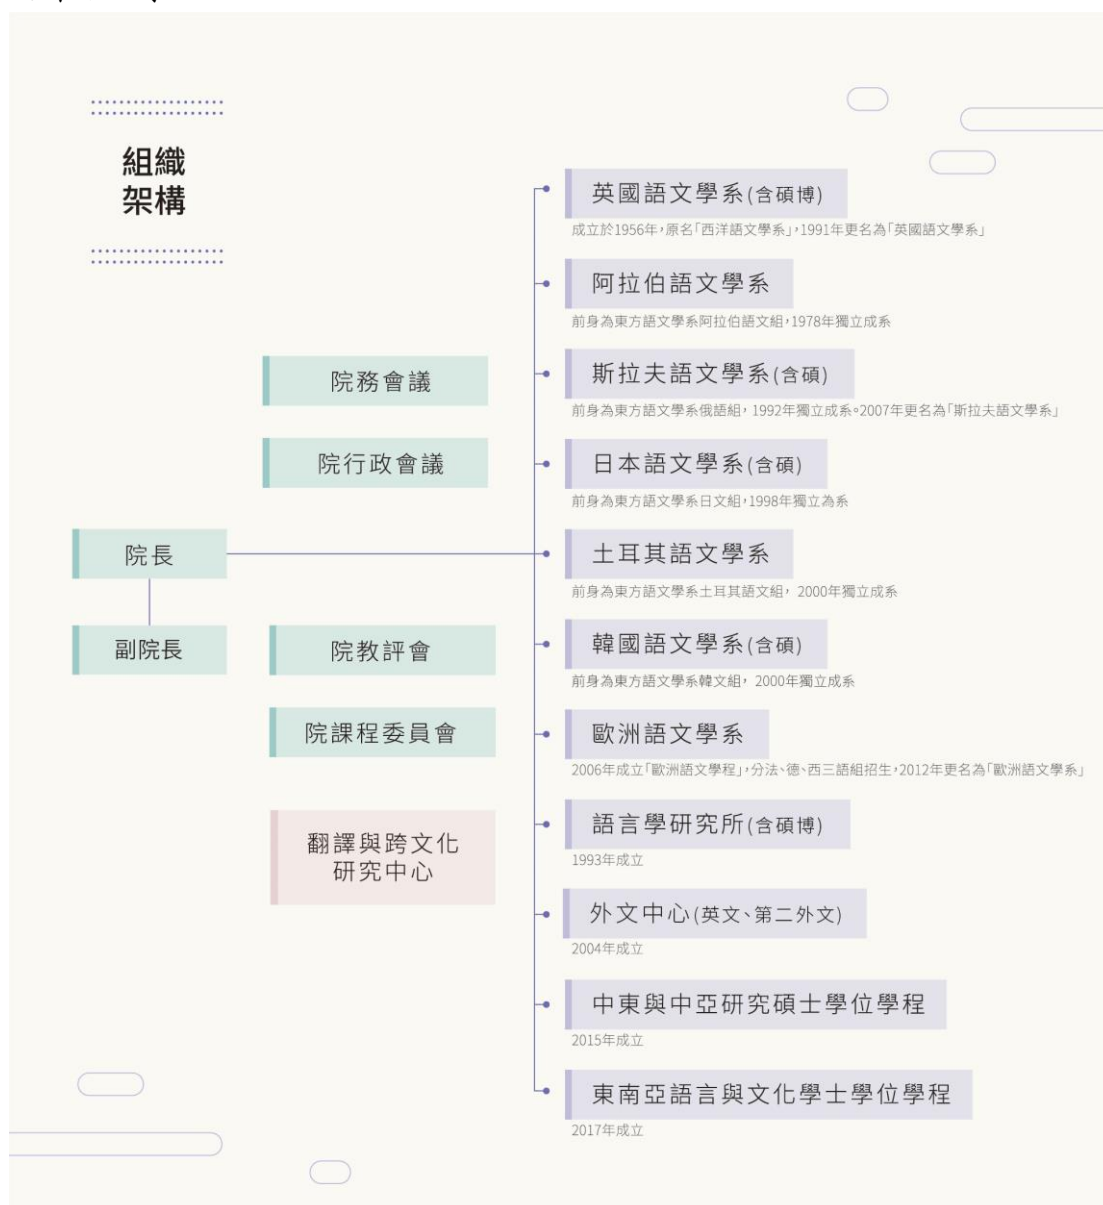 組織
架構
英國語文學系(含碩博)
成立於1956年,原名「西洋語文學系」,1991年更名為「英國語文學系」
阿拉伯語文學系
前身為東方語文學系阿拉伯語文組,1978年獨立成系
院務會議
斯拉夫語文學系(含碩)
前身為東方語文學系俄語組, 1992年獨立成系。2007年更名為「斯拉夫語文學系」
院行政會議
日本語文學系(含碩)
前身為東方語文學系日文組,1998年獨立為系
院長
土耳其語文學系
前身為東方語文學系土耳其語文組, 2000年獨立成系
副院長
院教評會
韓國語文學系(含碩)
前身為東方語文學系韓文組, 2000年獨立成系
院課程委員會
歐洲語文學系
2006年成立「歐洲語文學程」,分法、德、西三語組招生,2012年更名為「歐洲語文學系」
翻譯與跨文化
研究中心
語言學研究所(含碩博)
1993年成立
外文中心(英文、第二外文)
2004年成立
中東與中亞研究碩士學位學程
2015年成立
東南亞語言與文化學士學位學程
2017年成立